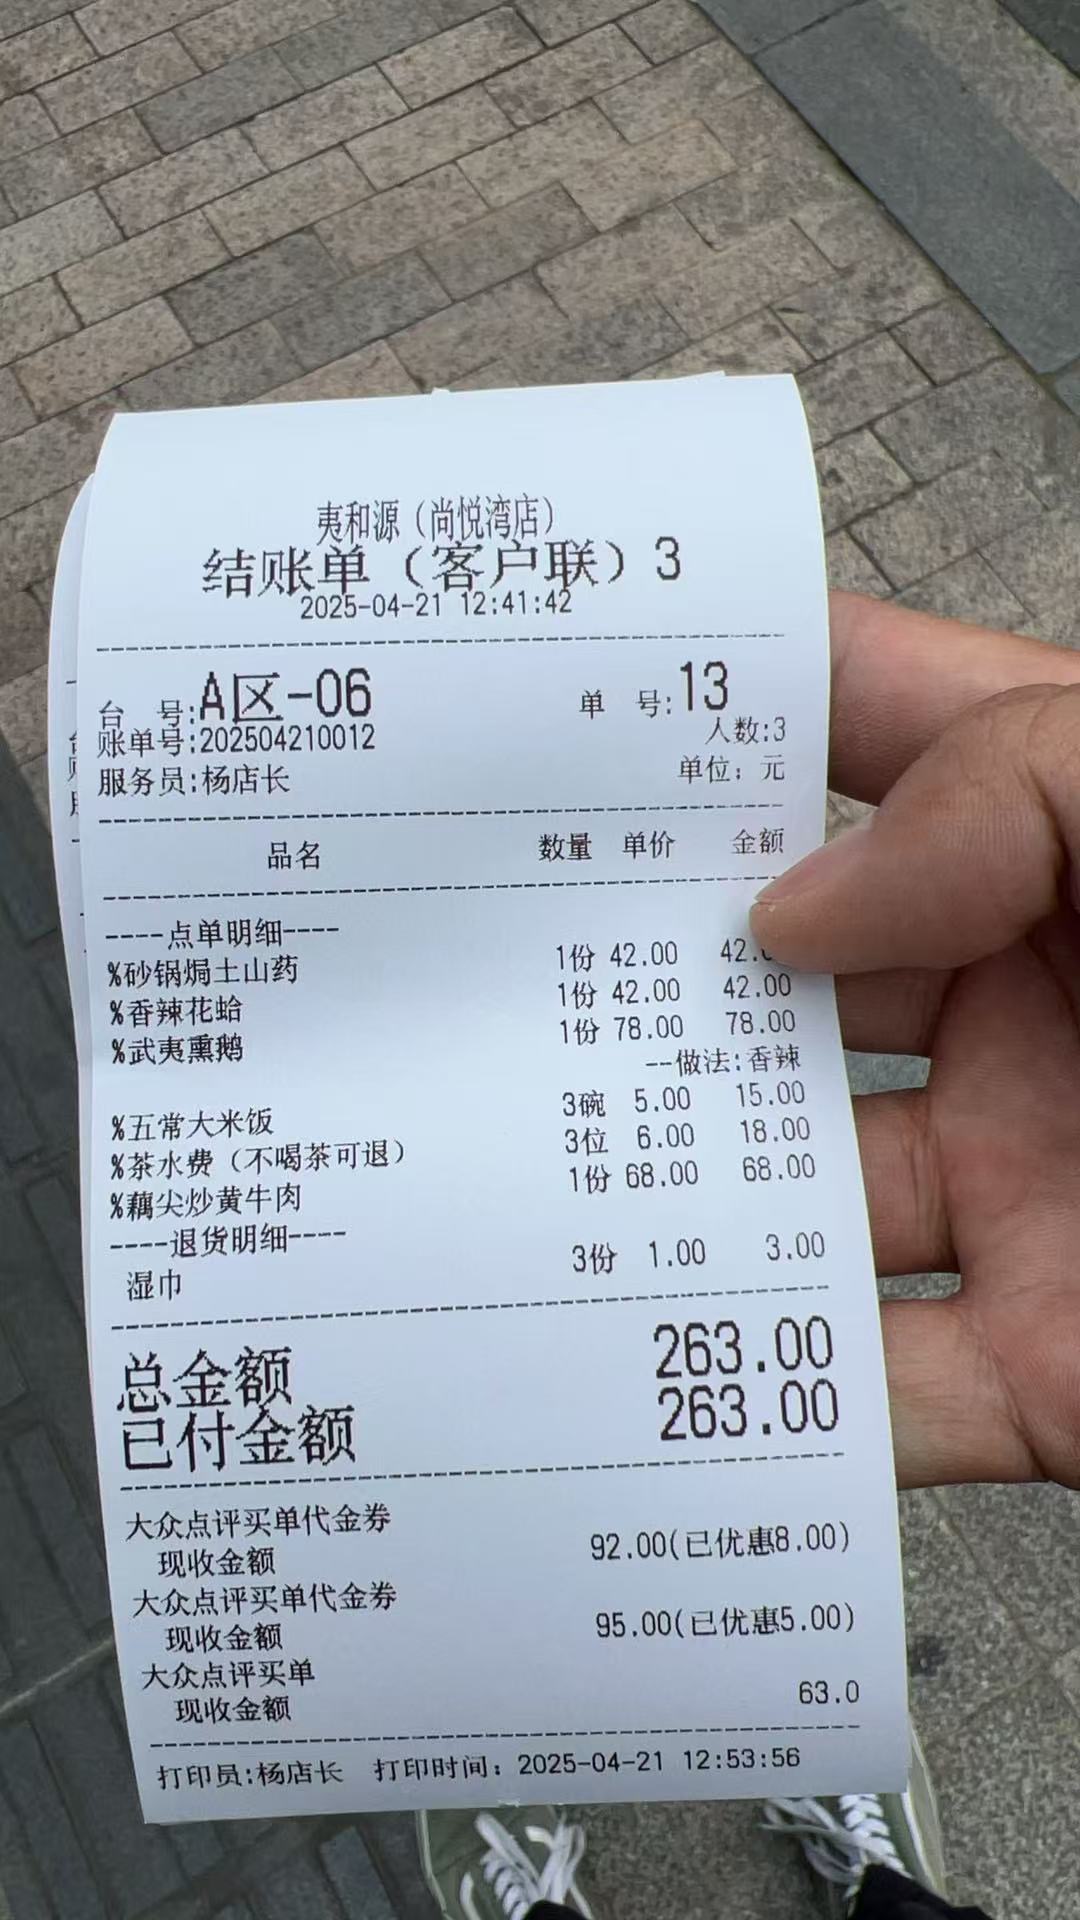 夷和源（尚悦湾店）
结账单（客户联）3
2025-04-21 12:41:42
台 号:A区-06 单 号:13
账单号:202504210012 人数:3
服务员:杨店长 单位：元
品名 数量 单价 金额
----点单明细----
%砂锅焗土山药 1份 42.00 42.
%香辣花蛤 1份 42.00 42.00
%武夷熏鹅 1份 78.00 78.00
--做法:香辣
%五常大米饭 3碗 5.00 15.00
%茶水费（不喝茶可退） 3位 6.00 18.00
%藕尖炒黄牛肉 1份 68.00 68.00
----退货明细----
湿巾 3份 1.00 3.00
总金额 263.00
已付金额 263.00
大众点评买单代金券
现收金额 92.00(已优惠8.00)
大众点评买单代金券
现收金额 95.00(已优惠5.00)
大众点评买单
现收金额 63.0
打印员:杨店长 打印时间：2025-04-21 12:53:56